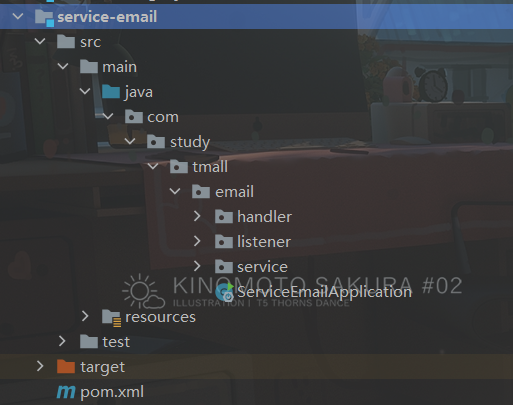 service-email
src
main
java
com
study
tmall
email
handler
listener
service
KINOMOTO SAKURA #02
ServiceEmailApplication
ILLUSTRATION | T5 THORNS DANCE
resources
test
target
pom.xml